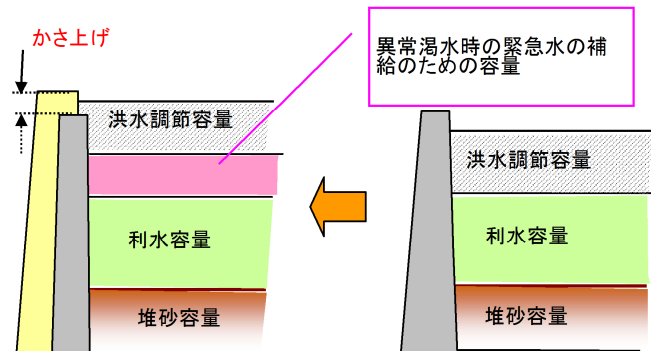 かさ上げ
異常渇水時の緊急水の補
給のための容量
洪水調節容量
利水容量
堆砂容量
洪水調節容量
利水容量
堆砂容量